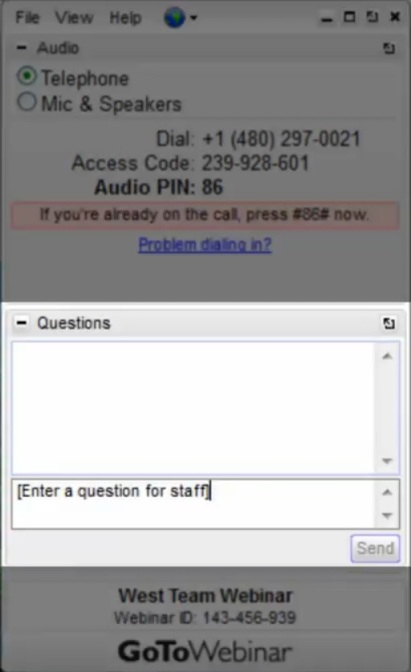 File View Help
Audio
Telephone
Mic & Speakers
Dial: +1 (480) 297-0021
Access Code: 239-928-601
Audio PIN: 86
If you're already on the call, press #86# now.
Problem dialing in?
Questions
[Enter a question for staff]
Send
West Team Webinar
Webinar ID: 143-456-939
GoToWebinar